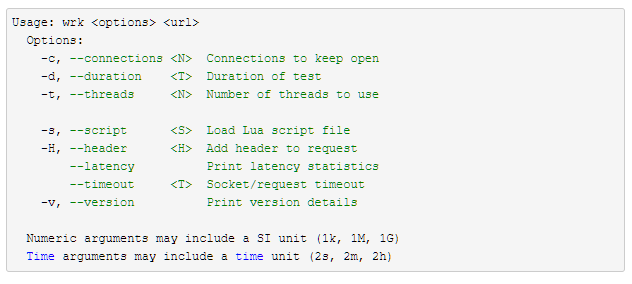 Usage: wrk <options> <url>
Options:
-c, --connections <N> Connections to keep open
-d, --duration <T> Duration of test
-t, --threads <N> Number of threads to use
-s, --script <S> Load Lua script file
-H, --header <H> Add header to request
--latency Print latency statistics
--timeout <T> Socket/request timeout
-v, --version Print version details
Numeric arguments may include a SI unit (1k, 1M, 1G)
Time arguments may include a time unit (2s, 2m, 2h)